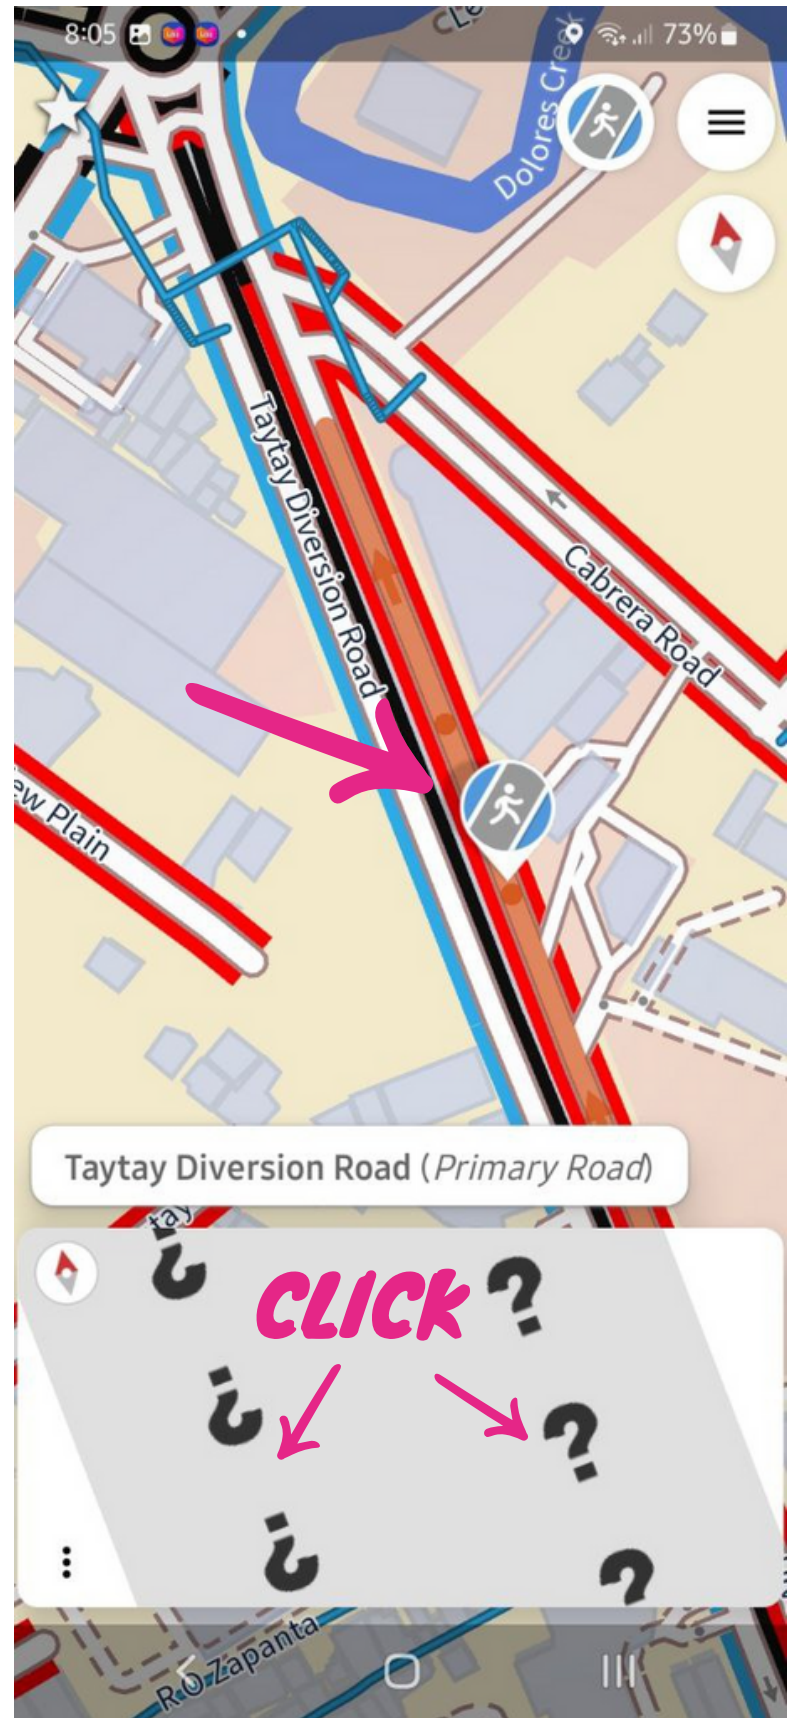 8:05
73%
Dolores Creek
Taytay Diversion Road
Cabrera Road
ew Plain
Taytay Diversion Road (Primary Road)
tay
? ?
CLICK
? ?
? ?
R O Zapanta